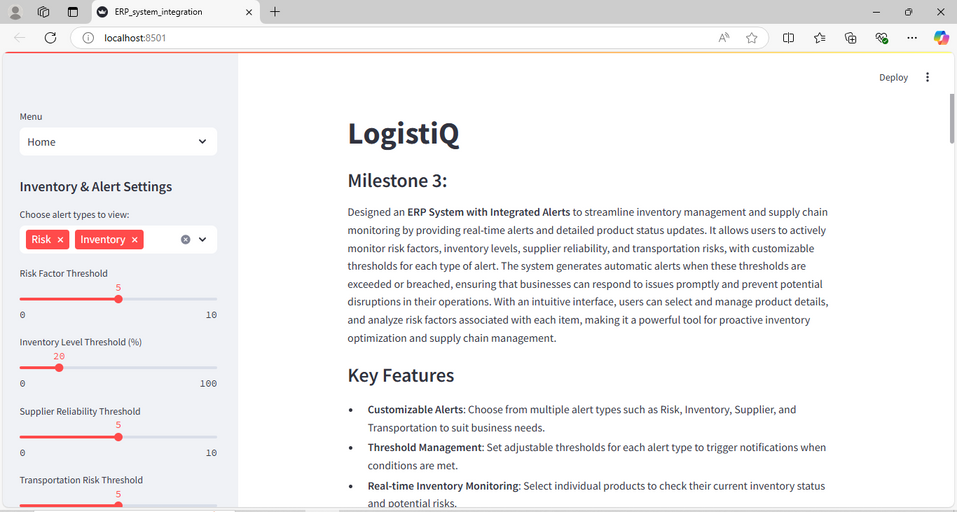 ERP_system_integration
localhost:8501
Deploy
Menu
Home
Inventory & Alert Settings
Choose alert types to view:
Risk
Inventory
Risk Factor Threshold
5
0 10
Inventory Level Threshold (%)
20
0 100
Supplier Reliability Threshold
5
0 10
Transportation Risk Threshold
5
LogistiQ
Milestone 3:
Designed an ERP System with Integrated Alerts to streamline inventory management and supply chain
monitoring by providing real-time alerts and detailed product status updates. It allows users to actively
monitor risk factors, inventory levels, supplier reliability, and transportation risks, with customizable
thresholds for each type of alert. The system generates automatic alerts when these thresholds are
exceeded or breached, ensuring that businesses can respond to issues promptly and prevent potential
disruptions in their operations. With an intuitive interface, users can select and manage product details,
and analyze risk factors associated with each item, making it a powerful tool for proactive inventory
optimization and supply chain management.
Key Features
• Customizable Alerts: Choose from multiple alert types such as Risk, Inventory, Supplier, and
Transportation to suit business needs.
• Threshold Management: Set adjustable thresholds for each alert type to trigger notifications when
conditions are met.
• Real-time Inventory Monitoring: Select individual products to check their current inventory status
and potential risks.